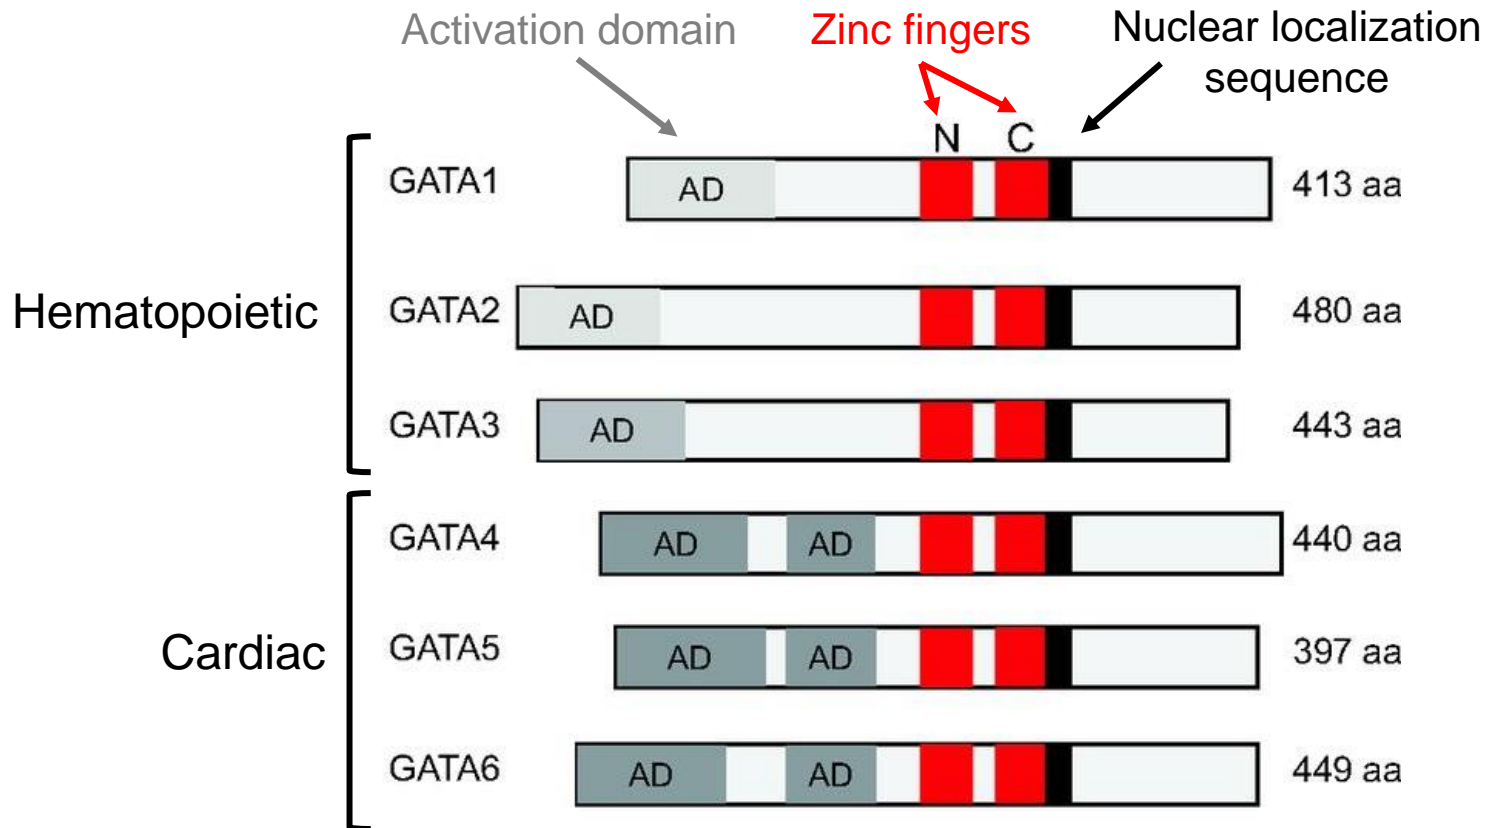 Activation domain
Zinc fingers
Nuclear localization
sequence
N
C
Hematopoietic
GATA1
AD
413 aa
GATA2
AD
480 aa
GATA3
AD
443 aa
Cardiac
GATA4
AD
AD
440 aa
GATA5
AD
AD
397 aa
GATA6
AD
AD
449 aa